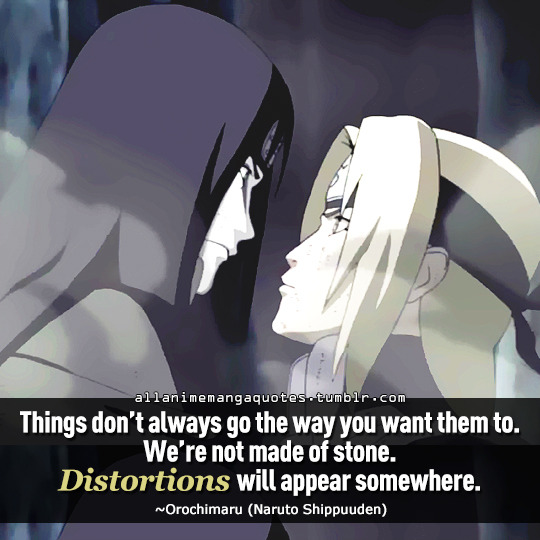 allanimemangaquotes.tumblr.com
Things don't always go the way you want them to.
We're not made of stone.
Distortions will appear somewhere.
~Orochimaru (Naruto Shippuuden)